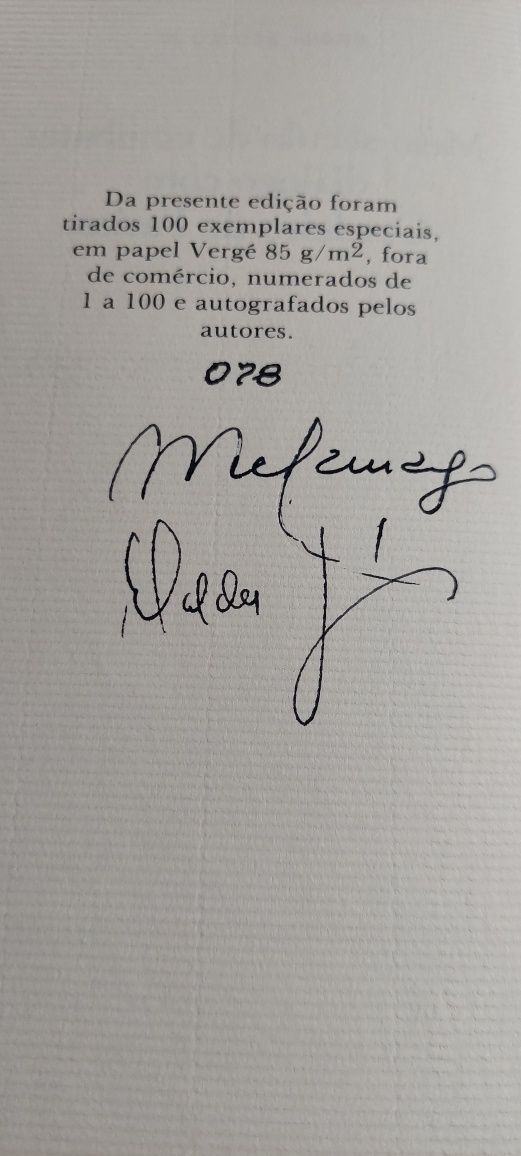 Da presente edição foram
tirados 100 exemplares especiais,
em papel Vergé 85 g/m2, fora
de comércio, numerados de
1 a 100 e autografados pelos
autores.
078